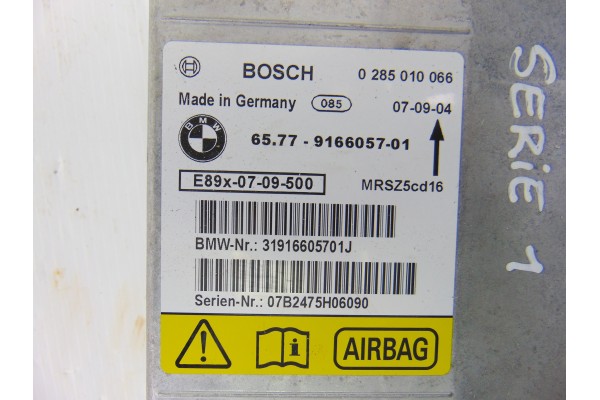 BOSCH 0 285 010 066
Made in Germany 085 07-09-04
BMW 65.77 - 9166057-01
E89x-07-09-500 MRSZ5cd16
BMW-Nr.: 31916605701J
Serien-Nr.: 07B2475H06090
AIRBAG
SERiE 1